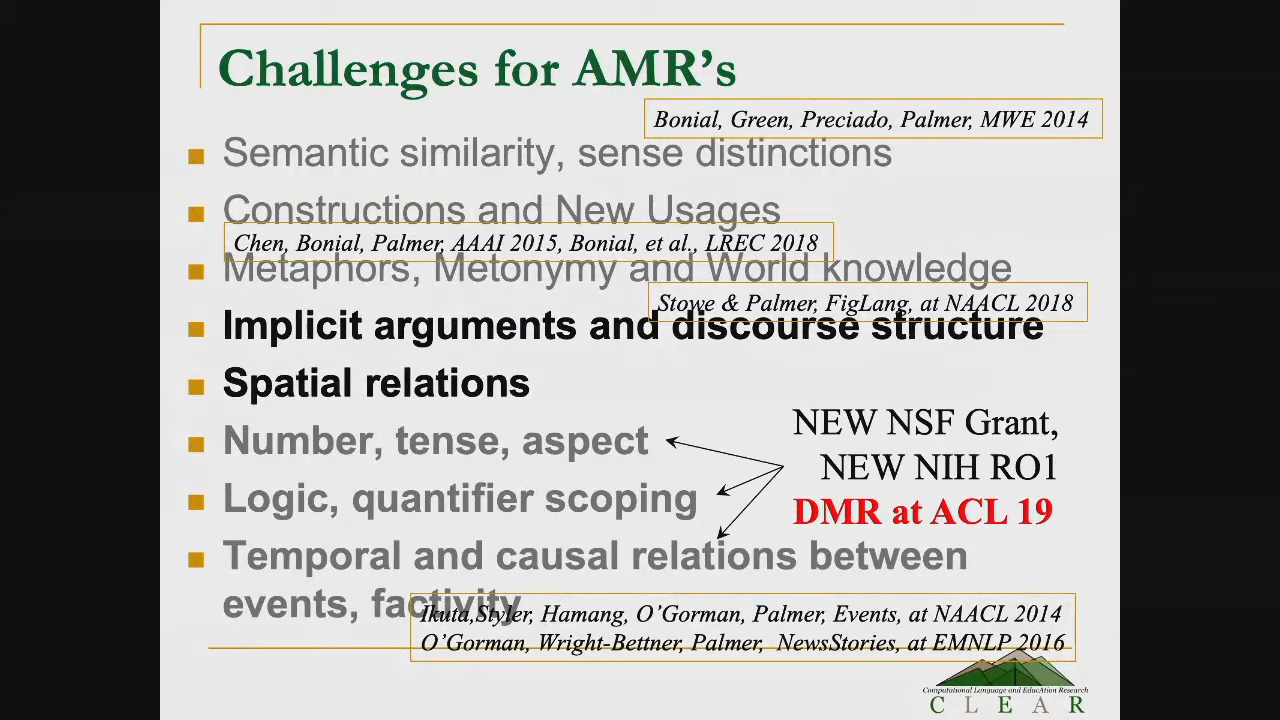 Challenges for AMR’s
Bonial, Green, Preciado, Palmer, MWE 2014
Semantic similarity, sense distinctions
Constructions and New Usages
Chen, Bonial, Palmer, AAAI 2015, Bonial, et al., LREC 2018
Metaphors, Metonymy and World knowledge
Stowe & Palmer, FigLang, at NAACL 2018
Implicit arguments and discourse structure
Spatial relations
NEW NSF Grant,
Number, tense, aspect
NEW NIH RO1
Logic, quantifier scoping
DMR at ACL 19
Temporal and causal relations between
events, factivity
Ikuta,Styler, Hamang, O’Gorman, Palmer, Events, at NAACL 2014
O’Gorman, Wright-Bettner, Palmer, NewsStories, at EMNLP 2016
Computational Language and EducAtion Research
C L E A R